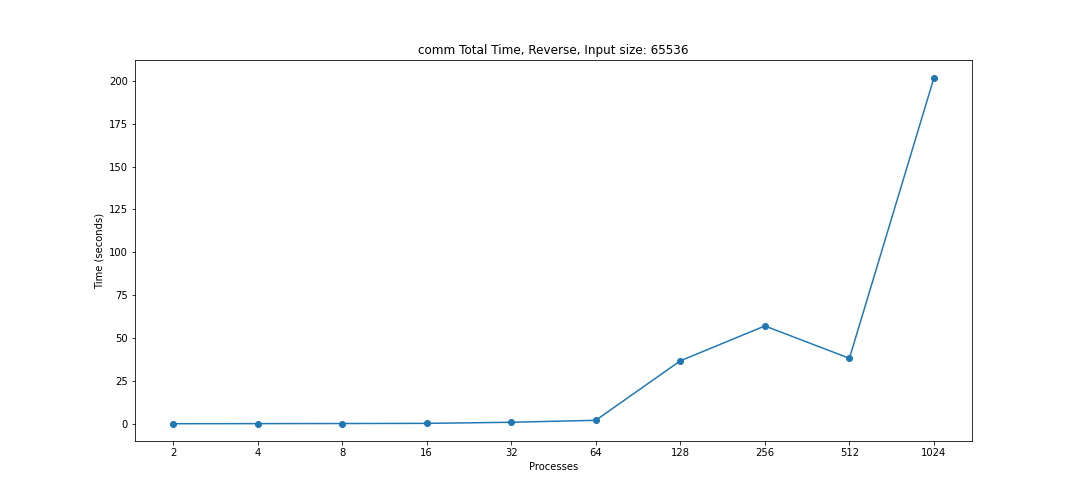 comm Total Time, Reverse, Input size: 65536
200
175
150
125
100
75
50
25
0
Time (seconds)
2 4 8 16 32 64 128 256 512 1024
Processes